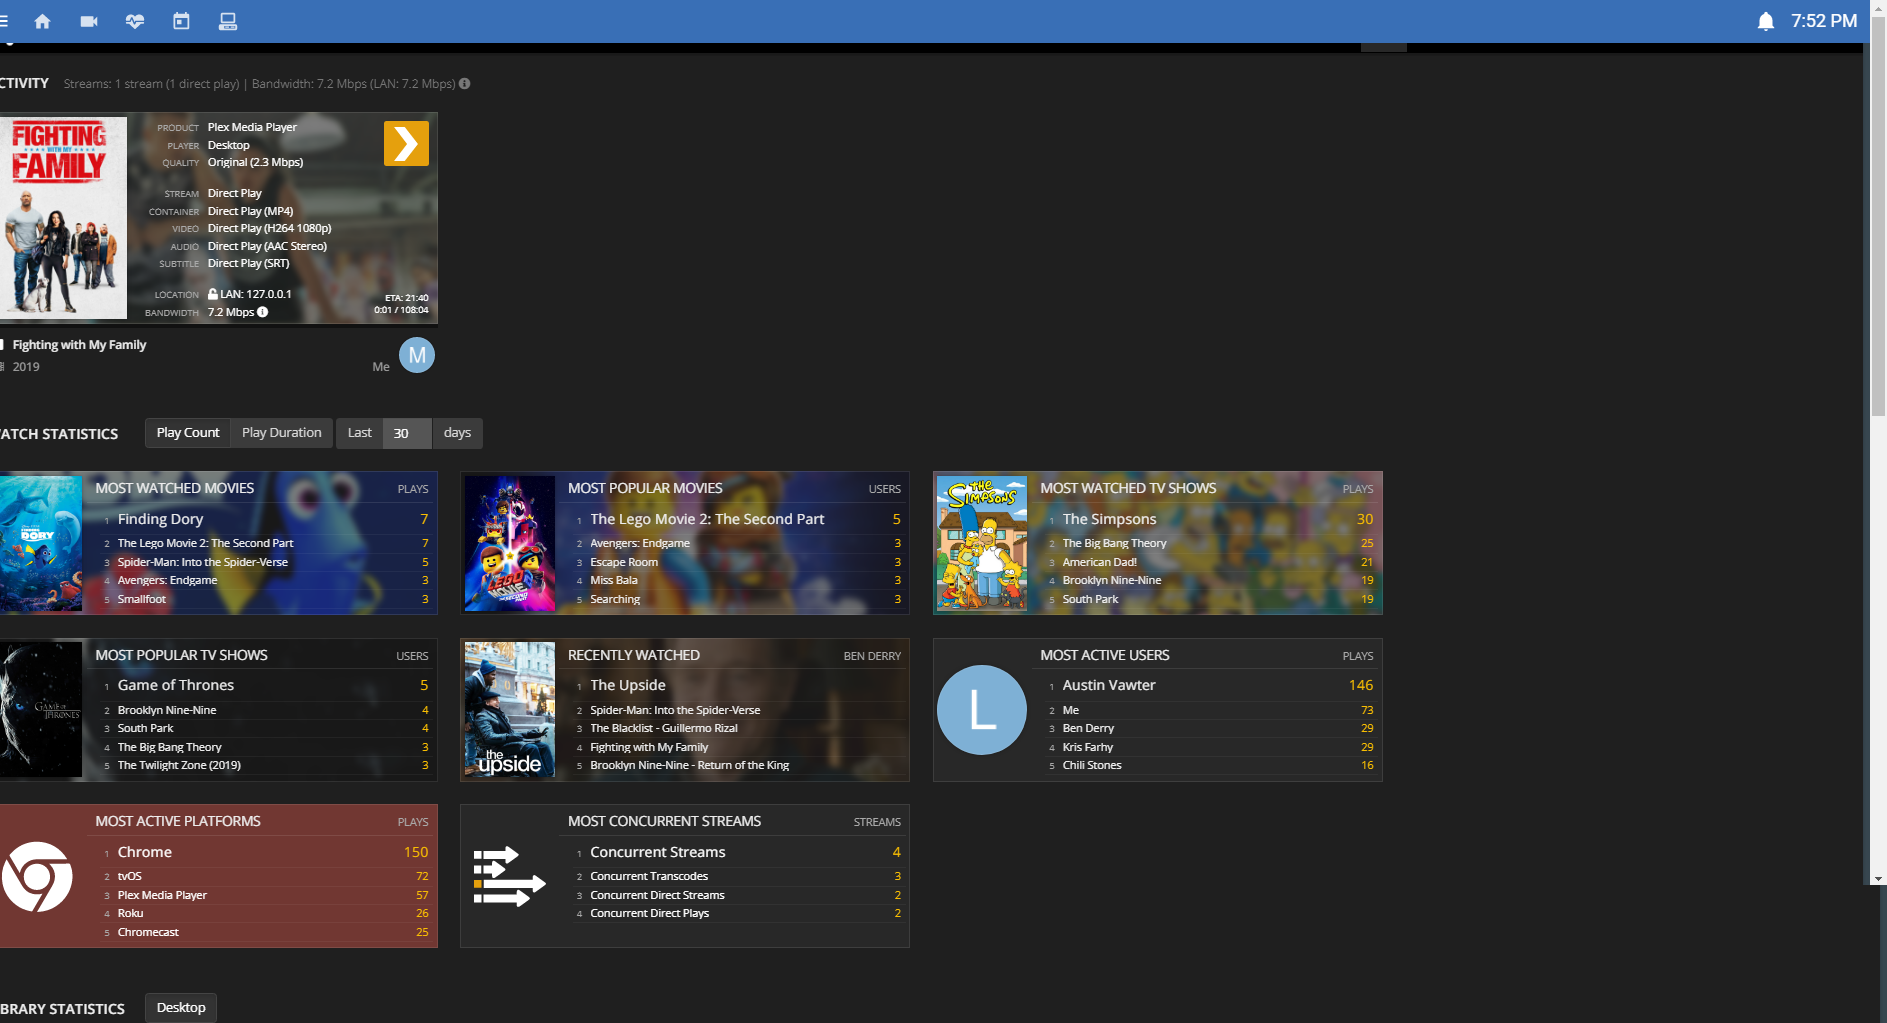 7:52 PM
CTIVITY Streams: 1 stream (1 direct play) | Bandwidth: 7.2 Mbps (LAN: 7.2 Mbps)
FIGHTING
WITH MY
FAMILY
PRODUCT Plex Media Player
PLAYER Desktop
QUALITY Original (2.3 Mbps)
STREAM Direct Play
CONTAINER Direct Play (MP4)
VIDEO Direct Play (H264 1080p)
AUDIO Direct Play (AAC Stereo)
SUBTITLE Direct Play (SRT)
LOCATION LAN: 127.0.0.1
BANDWIDTH 7.2 Mbps
ETA: 21:40
0:01 / 108:04
Fighting with My Family
2019
Me M
ATCH STATISTICS Play Count Play Duration Last 30 days
FINDING
DORY
MOST WATCHED MOVIES PLAYS
1 Finding Dory 7
2 The Lego Movie 2: The Second Part 7
3 Spider-Man: Into the Spider-Verse 5
4 Avengers: Endgame 3
5 Smallfoot 3
MOST POPULAR MOVIES USERS
1 The Lego Movie 2: The Second Part 5
2 Avengers: Endgame 3
3 Escape Room 3
4 Miss Bala 3
5 Searching 3
THE SIMPSONS
MOST WATCHED TV SHOWS PLAYS
1 The Simpsons 30
2 The Big Bang Theory 25
3 American Dad! 21
4 Brooklyn Nine-Nine 19
5 South Park 19
GAME OF
THRONES
MOST POPULAR TV SHOWS USERS
1 Game of Thrones 5
2 Brooklyn Nine-Nine 4
3 South Park 4
4 The Big Bang Theory 3
5 The Twilight Zone (2019) 3
the
upside
RECENTLY WATCHED BEN DERRY
1 The Upside
2 Spider-Man: Into the Spider-Verse
3 The Blacklist - Guillermo Rizal
4 Fighting with My Family
5 Brooklyn Nine-Nine - Return of the King
L
MOST ACTIVE USERS PLAYS
1 Austin Vawter 146
2 Me 73
3 Ben Derry 29
4 Kris Farhy 29
5 Chili Stones 16
MOST ACTIVE PLATFORMS PLAYS
1 Chrome 150
2 tvOS 72
3 Plex Media Player 57
4 Roku 26
5 Chromecast 25
MOST CONCURRENT STREAMS STREAMS
1 Concurrent Streams 4
2 Concurrent Transcodes 3
3 Concurrent Direct Streams 2
4 Concurrent Direct Plays 2
BRARY STATISTICS Desktop